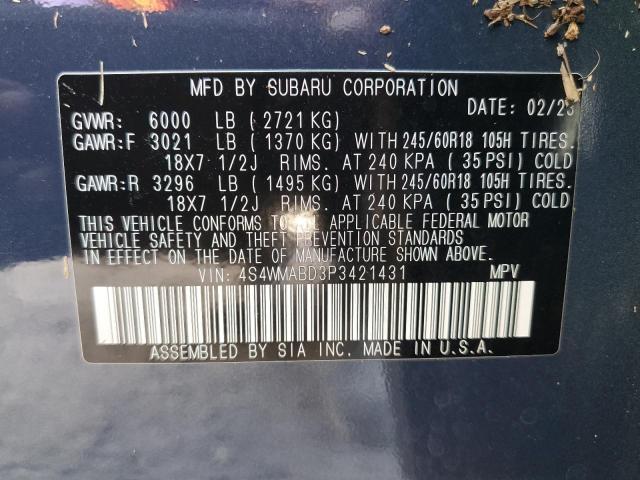 MFD BY SUBARU CORPORATION
DATE: 02/23
GVWR: 6000 LB (2721 KG)
GAWR:F 3021 LB (1370 KG) WITH 245/60R18 105H TIRES.
18X7 1/2J RIMS. AT 240 KPA (35 PSI) COLD
GAWR:R 3296 LB (1495 KG) WITH 245/60R18 105H TIRES.
18X7 1/2J RIMS. AT 240 KPA (35 PSI) COLD
THIS VEHICLE CONFORMS TO ALL APPLICABLE FEDERAL MOTOR
VEHICLE SAFETY AND THEFT PREVENTION STANDARDS
IN EFFECT ON THE DATE OF MANUFACTURE SHOWN ABOVE.
VIN: 4S4WMABD3P3421431 MPV
ASSEMBLED BY SIA INC. MADE IN U.S.A.